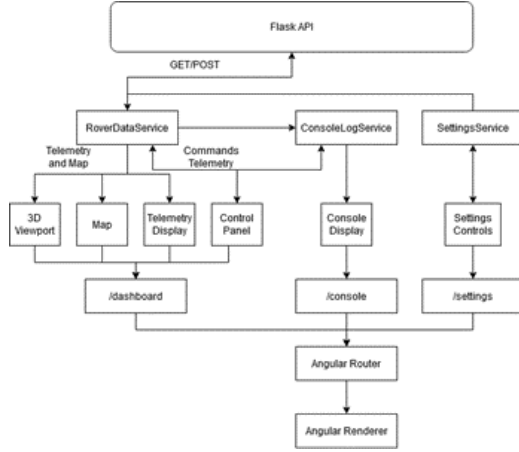 Flask API
GET/POST
RoverDataService
ConsoleLogService
SettingsService
Telemetry
and Map
Commands
Telemetry
3D
Viewport
Map
Telemetry
Display
Control
Panel
Console
Display
Settings
Controls
/dashboard
/console
/settings
Angular Router
Angular Renderer